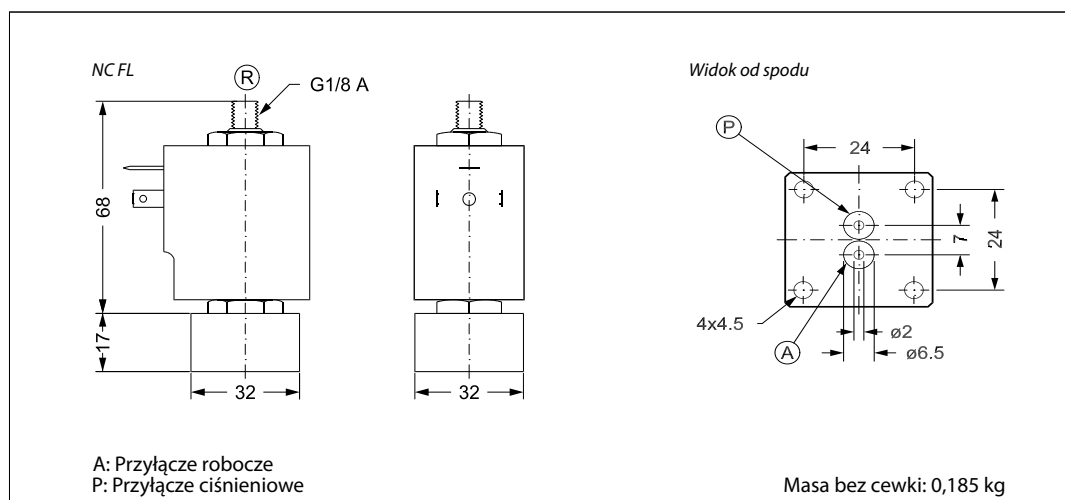 NC FL
R
G1/8 A
68
17
32
32
Widok od spodu
P
24
7
24
4x4.5
ø2
A
ø6.5
A: Przyłącze robocze
P: Przyłącze ciśnieniowe
Masa bez cewki: 0,185 kg